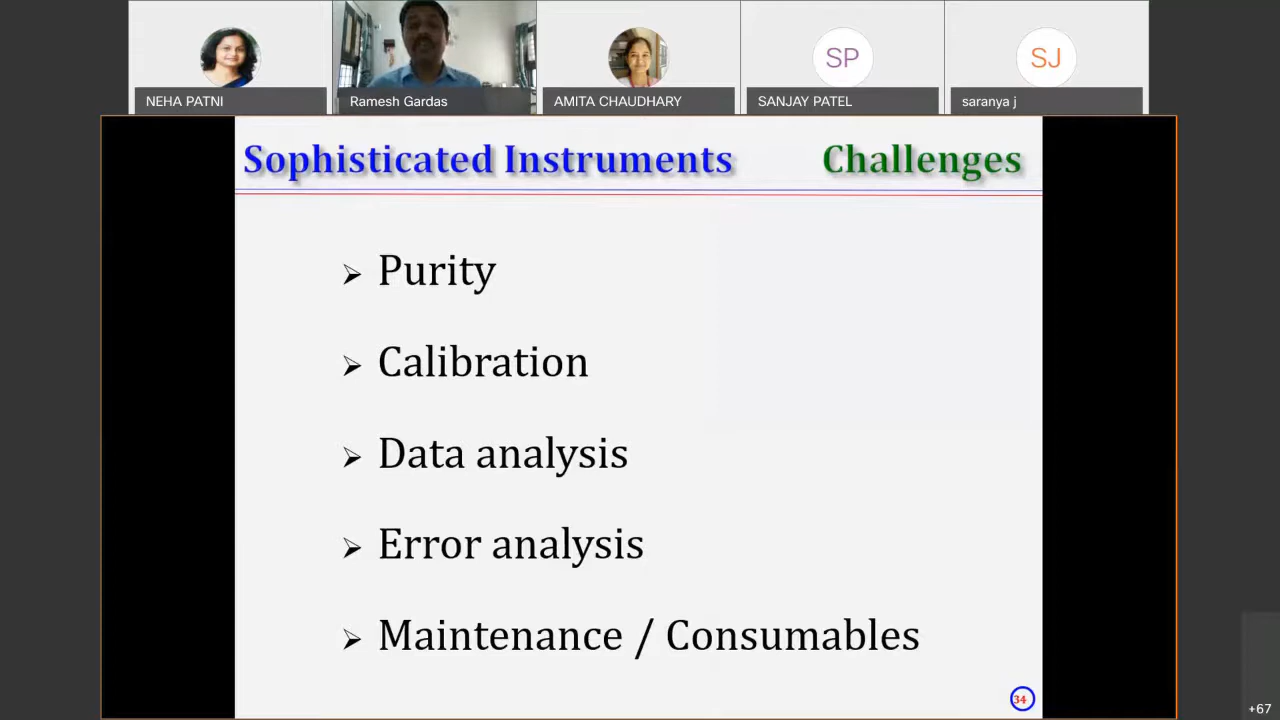 SP
SJ
NEHA PATNI
Ramesh Gardas
AMITA CHAUDHARY
SANJAY PATEL
saranya j
Sophisticated Instruments
Challenges
➢ Purity
➢ Calibration
➢ Data analysis
➢ Error analysis
➢ Maintenance / Consumables
34
+67